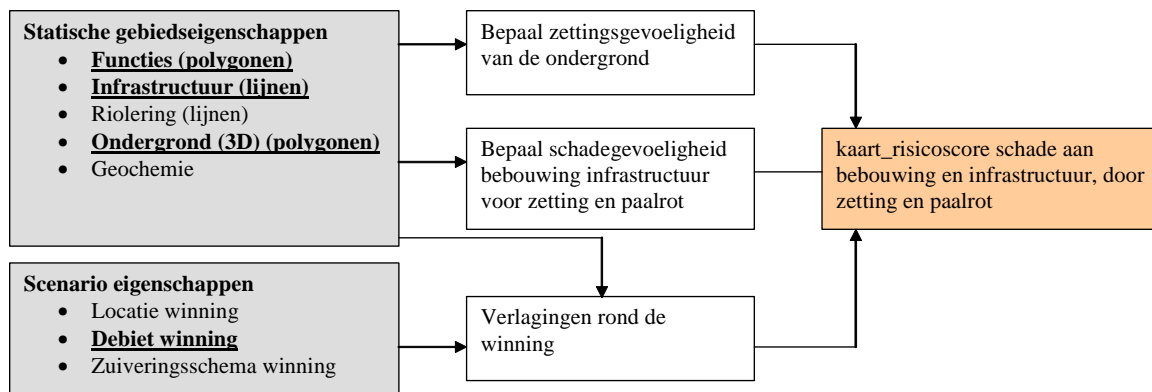 Statische gebiedseigenschappen
• Functies (polygonen)
• Infrastructuur (lijnen)
• Riolering (lijnen)
• Ondergrond (3D) (polygonen)
• Geochemie
Scenario eigenschappen
• Locatie winning
• Debiet winning
• Zuiveringsschema winning
Bepaal zettingsgevoeligheid
van de ondergrond
Bepaal schadegevoeligheid
bebouwing infrastructuur
voor zetting en paalrot
Verlagingen rond de
winning
kaart_risicoscore schade aan
bebouwing en infrastructuur, door
zetting en paalrot